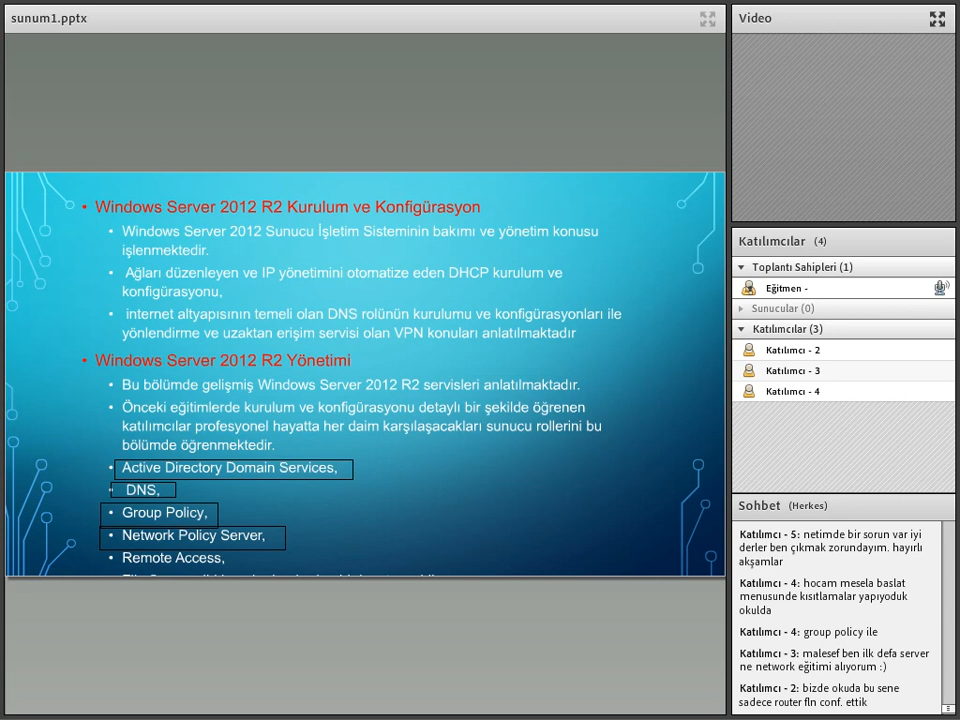 sunum1.pptx
• Windows Server 2012 R2 Kurulum ve Konfigürasyon
• Windows Server 2012 Sunucu İşletim Sisteminin bakımı ve yönetim konusu
işlenmektedir.
• Ağları düzenleyen ve IP yönetimini otomatize eden DHCP kurulum ve
konfigürasyonu,
• internet altyapısının temeli olan DNS rolünün kurulumu ve konfigürasyonları ile
yönlendirme ve uzaktan erişim servisi olan VPN konuları anlatılmaktadır
• Windows Server 2012 R2 Yönetimi
• Bu bölümde gelişmiş Windows Server 2012 R2 servisleri anlatılmaktadır.
• Önceki eğitimlerde kurulum ve konfigürasyonu detaylı bir şekilde öğrenen
katılımcılar profesyonel hayatta her daim karşılaşacakları sunucu rollerini bu
bölümde öğrenmektedir.
• Active Directory Domain Services,
• DNS,
• Group Policy,
• Network Policy Server,
• Remote Access,
Video
Katılımcılar (4)
Toplantı Sahipleri (1)
Eğitmen -
Sunucular (0)
Katılımcılar (3)
Katılımcı - 2
Katılımcı - 3
Katılımcı - 4
Sohbet (Herkes)
Katılımcı - 5: netimde bir sorun var iyi
derler ben çıkmak zorundayım. hayırlı
akşamlar
Katılımcı - 4: hocam mesela baslat
menusunde kısıtlamalar yapıyoduk
okulda
Katılımcı - 4: group policy ile
Katılımcı - 3: malesef ben ilk defa server
ne network eğitimi alıyorum :)
Katılımcı - 2: bizde okuda bu sene
sadece router fln conf. ettik